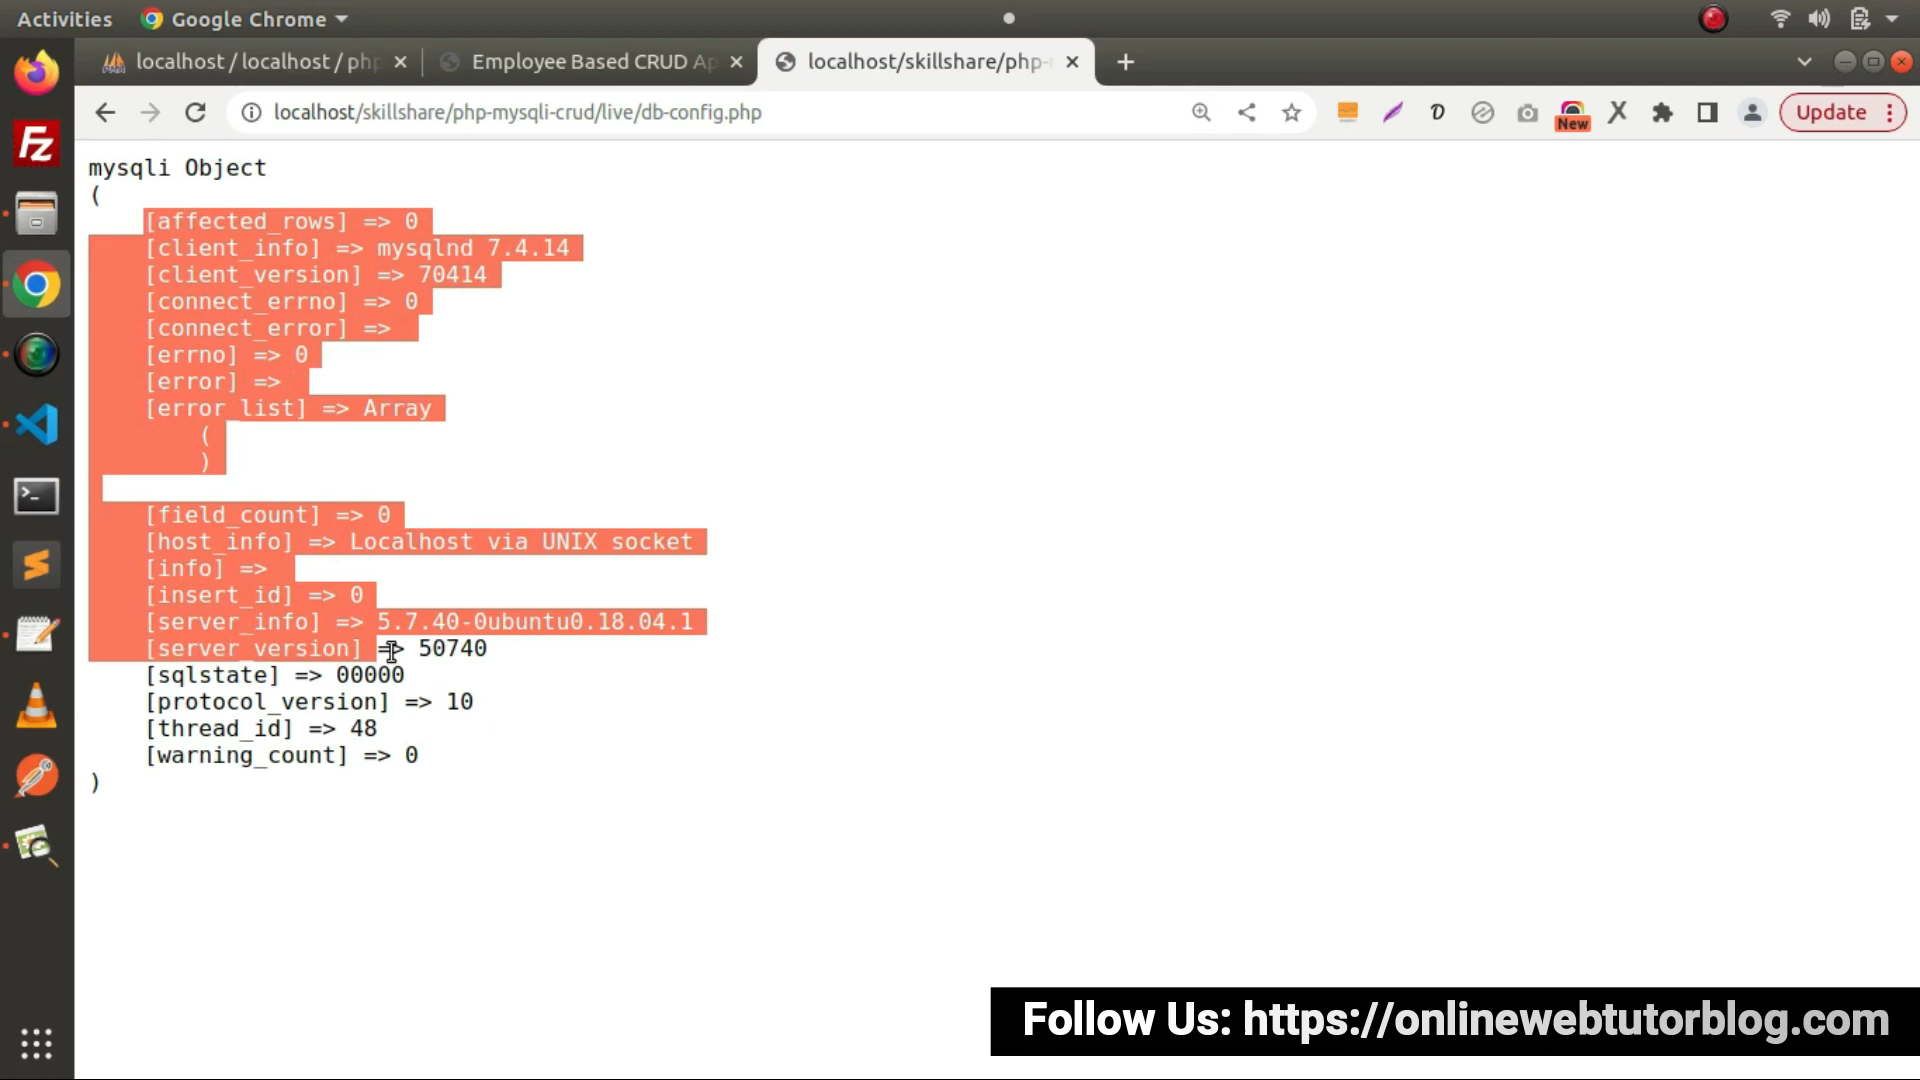 Activities
Google Chrome
localhost / localhost / php
Employee Based CRUD Ap
localhost/skillshare/php-
localhost/skillshare/php-mysqli-crud/live/db-config.php
New
Update
mysqli Object
(
[affected_rows] => 0
[client_info] => mysqlnd 7.4.14
[client_version] => 70414
[connect_errno] => 0
[connect_error] =>
[errno] => 0
[error] =>
[error_list] => Array
(
)
[field_count] => 0
[host_info] => Localhost via UNIX socket
[info] =>
[insert_id] => 0
[server_info] => 5.7.40-0ubuntu0.18.04.1
[server_version] => 50740
[sqlstate] => 00000
[protocol_version] => 10
[thread_id] => 48
[warning_count] => 0
)
Follow Us: https://onlinewebtutorblog.com